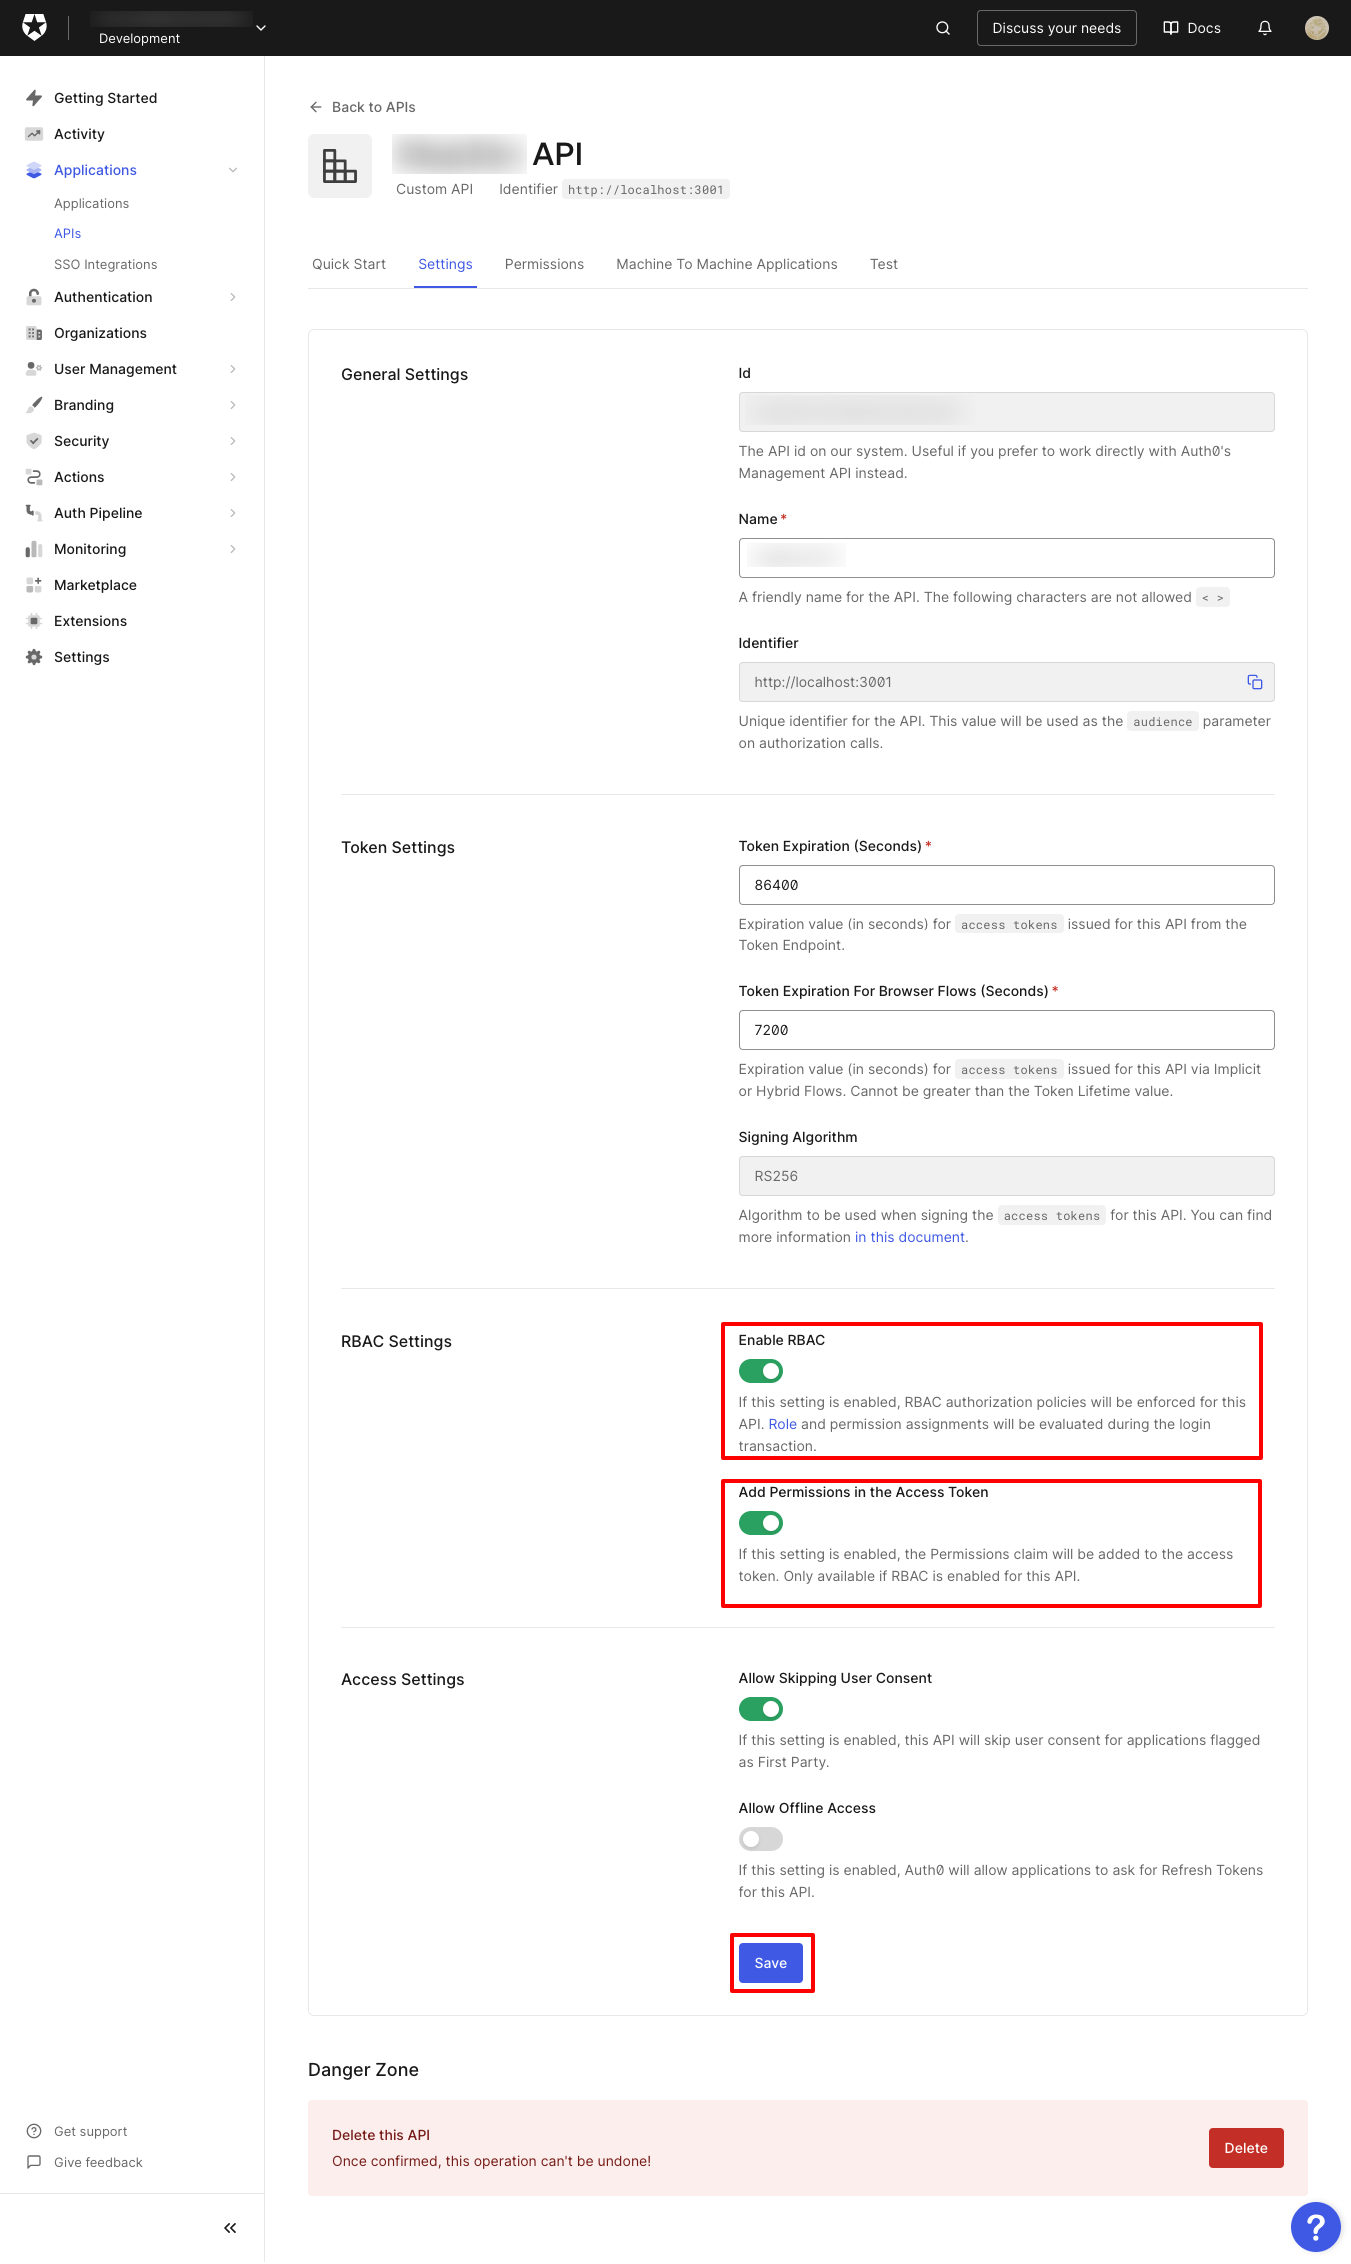 Development
Discuss your needs
Docs
Getting Started
Activity
Applications
Applications
APIs
SSO Integrations
Authentication
Organizations
User Management
Branding
Security
Actions
Auth Pipeline
Monitoring
Marketplace
Extensions
Settings
Get support
Give feedback
Back to APIs
API
Custom API Identifier http://localhost:3001
Quick Start Settings Permissions Machine To Machine Applications Test
General Settings
Id
The API id on our system. Useful if you prefer to work directly with Auth0's
Management API instead.
Name *
A friendly name for the API. The following characters are not allowed < >
Identifier
http://localhost:3001
Unique identifier for the API. This value will be used as the audience parameter
on authorization calls.
Token Settings
Token Expiration (Seconds) *
86400
Expiration value (in seconds) for access tokens issued for this API from the
Token Endpoint.
Token Expiration For Browser Flows (Seconds) *
7200
Expiration value (in seconds) for access tokens issued for this API via Implicit
or Hybrid Flows. Cannot be greater than the Token Lifetime value.
Signing Algorithm
RS256
Algorithm to be used when signing the access tokens for this API. You can find
more information in this document.
RBAC Settings
Enable RBAC
If this setting is enabled, RBAC authorization policies will be enforced for this
API. Role and permission assignments will be evaluated during the login
transaction.
Add Permissions in the Access Token
If this setting is enabled, the Permissions claim will be added to the access
token. Only available if RBAC is enabled for this API.
Access Settings
Allow Skipping User Consent
If this setting is enabled, this API will skip user consent for applications flagged
as First Party.
Allow Offline Access
If this setting is enabled, Auth0 will allow applications to ask for Refresh Tokens
for this API.
Save
Danger Zone
Delete this API
Once confirmed, this operation can't be undone!
Delete
?